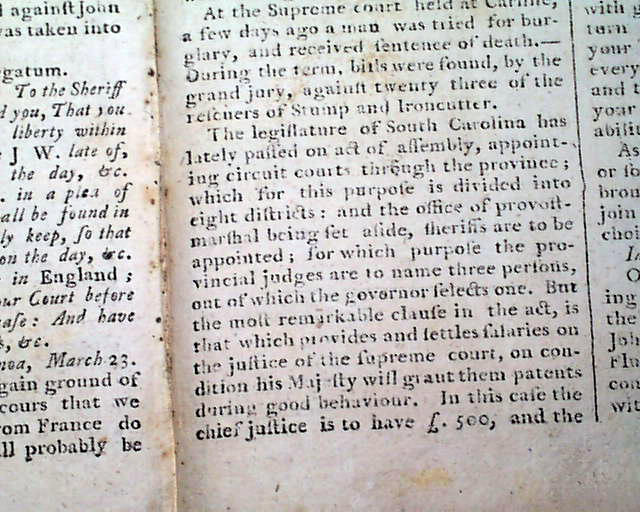 d againſt John
was taken into
gatum.
To the Sheriff
d you, That you
liberty within
J W. late of,
the day, &c.
. in a plea of
all be found in
ly keep, ſo that
on the day, &c.
in England ;
our Court before
caſe: And have
s, &c.
noa, March 23.
gain ground of
cours that we
rom France do
ll probably be
At the Supreme court held at Carliſle,
a few days ago a man was tried for bur-
glary, and received ſentence of death.—
During the term, bills were found, by the
grand jury, againſt twenty three of the
reſcuers of Stump and Ironcutter.
The legiſlature of South Carolina has
lately paſſed on act of aſſembly, appoint-
ing circuit courts through the province ;
which for this purpoſe is divided into
eight diſtricts : and the office of provoſt-
marſhal being ſet aſide, ſheriffs are to be
appointed ; for which purpoſe the pro-
vincial judges are to name three perſons,
out of which the governor ſelects one. But
the moſt remarkable clauſe in the act, is
that which provides and ſettles ſalaries on
the juſtice of the ſupreme court, on con-
dition his Majeſty will grant them patents
during good behaviour. In this caſe the
chief juſtice is to have £. 500, and the
with
turn
your
every
and t
your
abiliti
As
or ſo
bron
join
choi
O
ing
the
Joh
Flu
con
wit